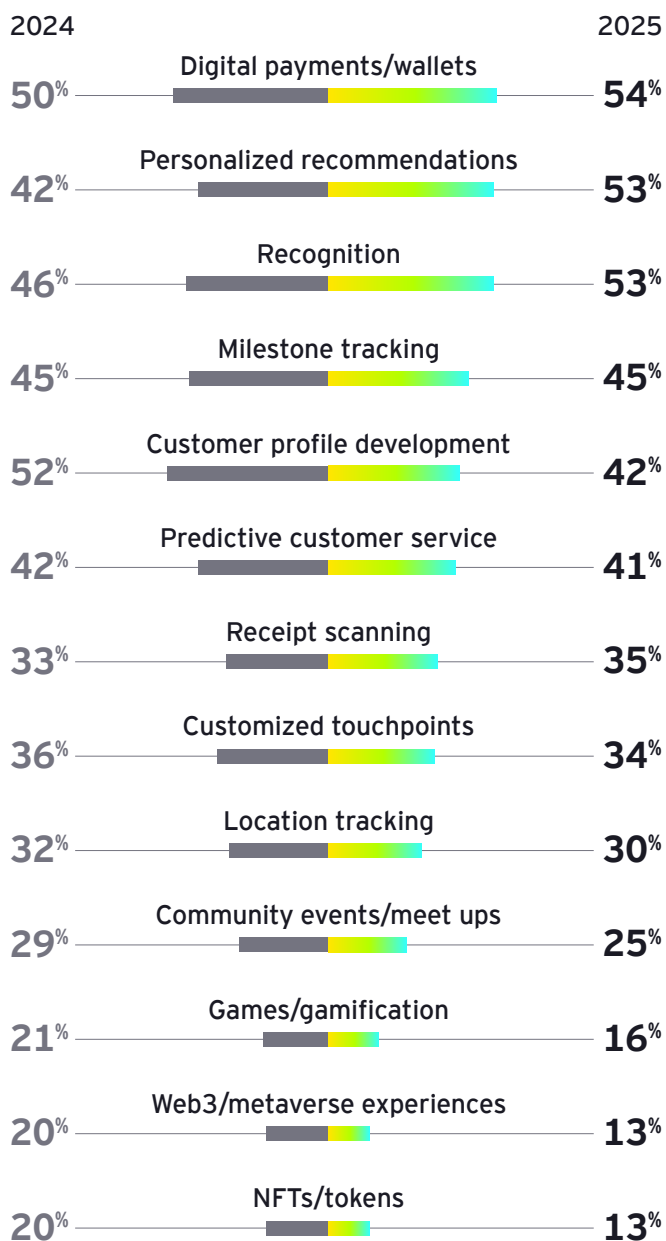 2024 2025
Digital payments/wallets
50% 54%
Personalized recommendations
42% 53%
Recognition
46% 53%
Milestone tracking
45% 45%
Customer profile development
52% 42%
Predictive customer service
42% 41%
Receipt scanning
33% 35%
Customized touchpoints
36% 34%
Location tracking
32% 30%
Community events/meet ups
29% 25%
Games/gamification
21% 16%
Web3/metaverse experiences
20% 13%
NFTs/tokens
20% 13%